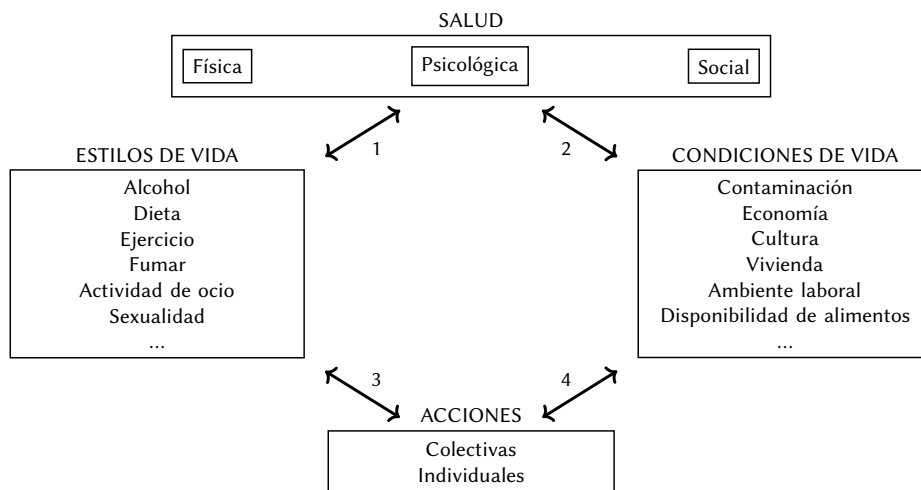 SALUD
Física Psicológica Social
1 2
ESTILOS DE VIDA
Alcohol
Dieta
Ejercicio
Fumar
Actividad de ocio
Sexualidad
...
CONDICIONES DE VIDA
Contaminación
Economía
Cultura
Vivienda
Ambiente laboral
Disponibilidad de alimentos
...
3 4
ACCIONES
Colectivas
Individuales